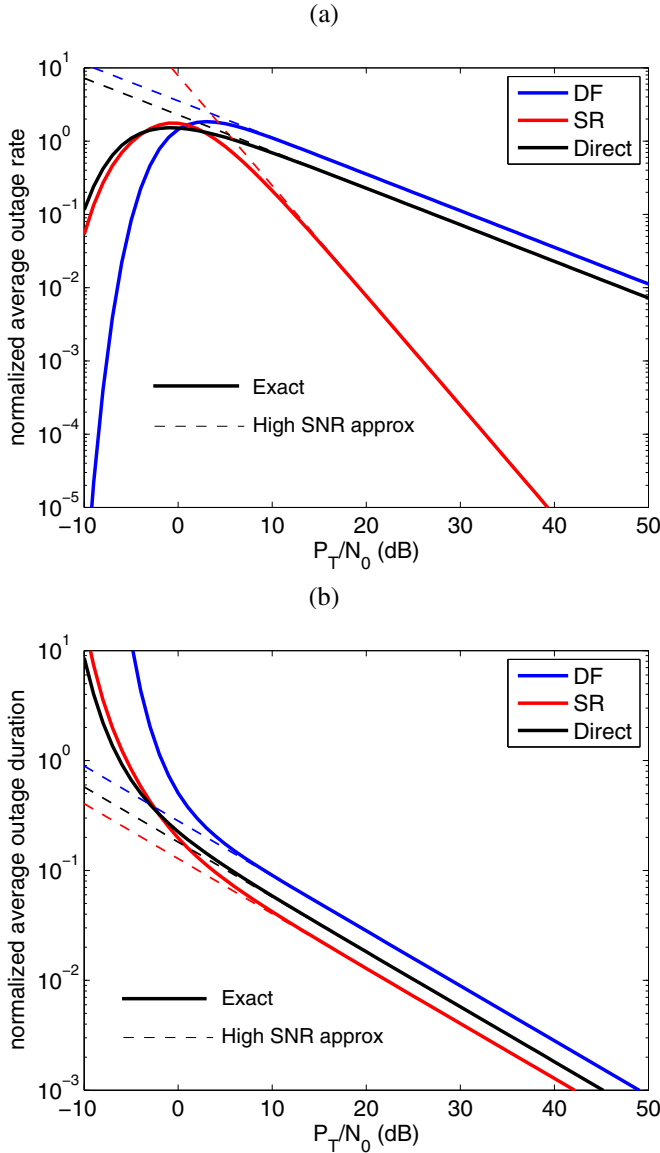 (a)
10^1
10^0
10^-1
10^-2
10^-3
10^-4
10^-5
normalized average outage rate
DF
SR
Direct
Exact
High SNR approx
-10 0 10 20 30 40 50
P_T/N_0 (dB)
(b)
10^1
10^0
10^-1
10^-2
10^-3
normalized average outage duration
DF
SR
Direct
Exact
High SNR approx
-10 0 10 20 30 40 50
P_T/N_0 (dB)